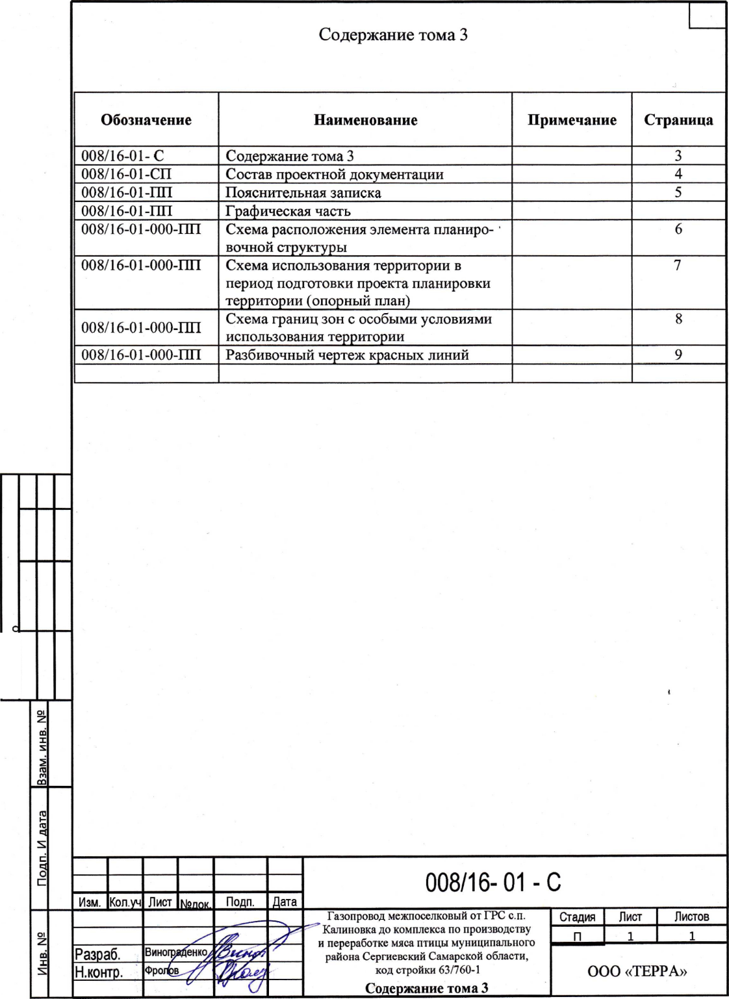 Содержание тома 3
Обозначение Наименование Примечание Страница
008/16-01- С Содержание тома 3 3
008/16-01-СП Состав проектной документации 4
008/16-01-ПП Пояснительная записка 5
008/16-01-ПП Графическая часть
008/16-01-000-ПП Схема расположения элемента планиро- 6
вочной структуры
008/16-01-000-ПП Схема использования территории в 7
период подготовки проекта планировки
территории (опорный план)
008/16-01-000-ПП Схема границ зон с особыми условиями 8
использования территории
008/16-01-000-ПП Разбивочный чертеж красных линий 9
Взам. инв. №
Подп. И дата
Инв. №
008/16- 01 - С
Изм. Кол.уч Лист №док. Подп. Дата
Газопровод межпоселковый от ГРС с.п.
Калиновка до комплекса по производству
и переработке мяса птицы муниципального
района Сергиевский Самарской области,
код стройки 63/760-1
Содержание тома 3
Стадия Лист Листов
П 1 1
Разраб. Винограденко
Н.контр. Фролов
ООО «ТЕРРА»